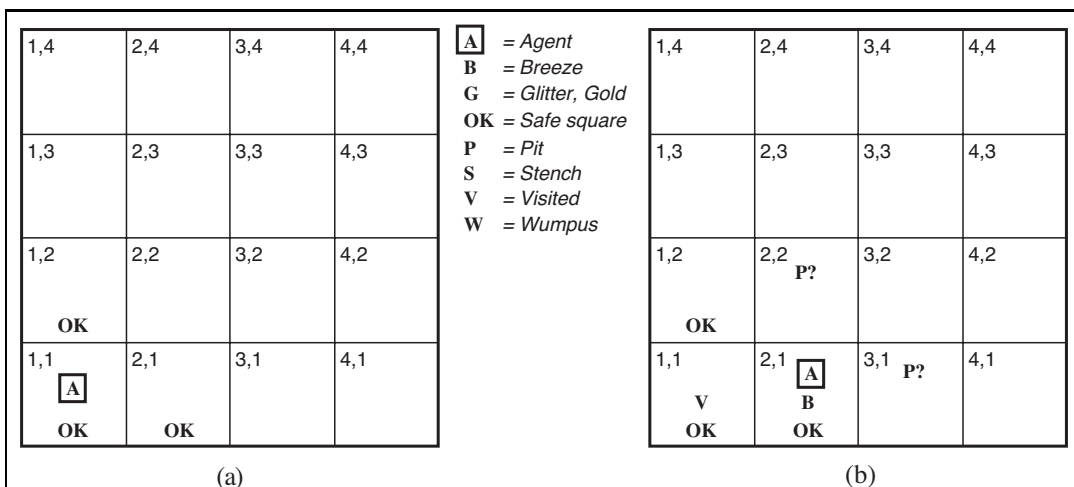 1,4 2,4 3,4 4,4
1,3 2,3 3,3 4,3
1,2 2,2 3,2 4,2
OK
1,1 2,1 3,1 4,1
A
OK OK
(a)
A = Agent
B = Breeze
G = Glitter, Gold
OK = Safe square
P = Pit
S = Stench
V = Visited
W = Wumpus
1,4 2,4 3,4 4,4
1,3 2,3 3,3 4,3
1,2 2,2 3,2 4,2
P?
OK
1,1 2,1 3,1 4,1
A P?
V B
OK OK
(b)